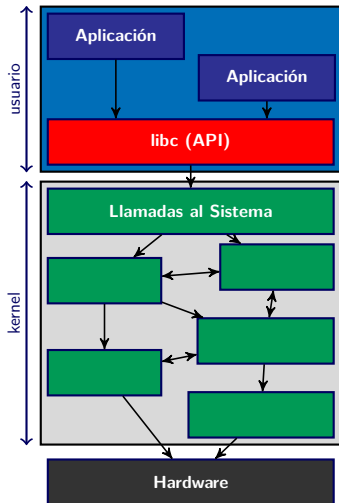 Aplicación
Aplicación
usuario
libc (API)
Llamadas al Sistema
kernel
Hardware